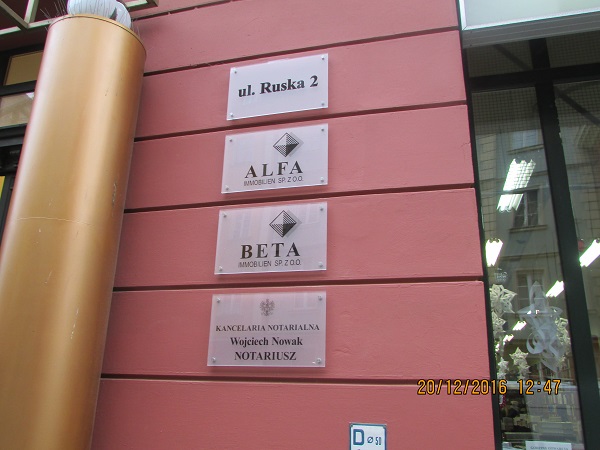 ul. Ruska 2
ALFA
IMMOBILIEN SP. Z O.O.
BETA
IMMOBILIEN SP. Z O.O.
KANCELARIA NOTARIALNA
Wojciech Nowak
NOTARIUSZ
20/12/2016 12:47
D ⌀ 50